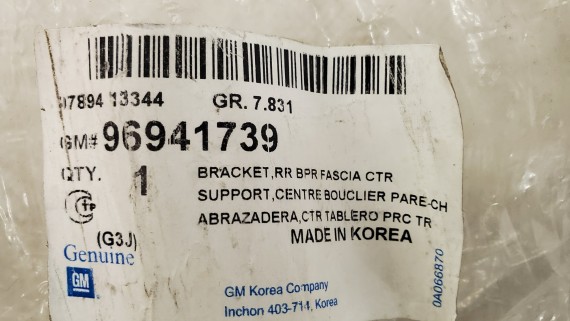 07894 13344 GR. 7.831
GM# 96941739
QTY. 1
BRACKET,RR BPR FASCIA CTR
SUPPORT,CENTRE BOUCLIER PARE-CH
ABRAZADERA,CTR TABLERO PRC TR
(G3J) MADE IN KOREA
Genuine
GM
GM Korea Company
Inchon 403-714, Korea
0A066870